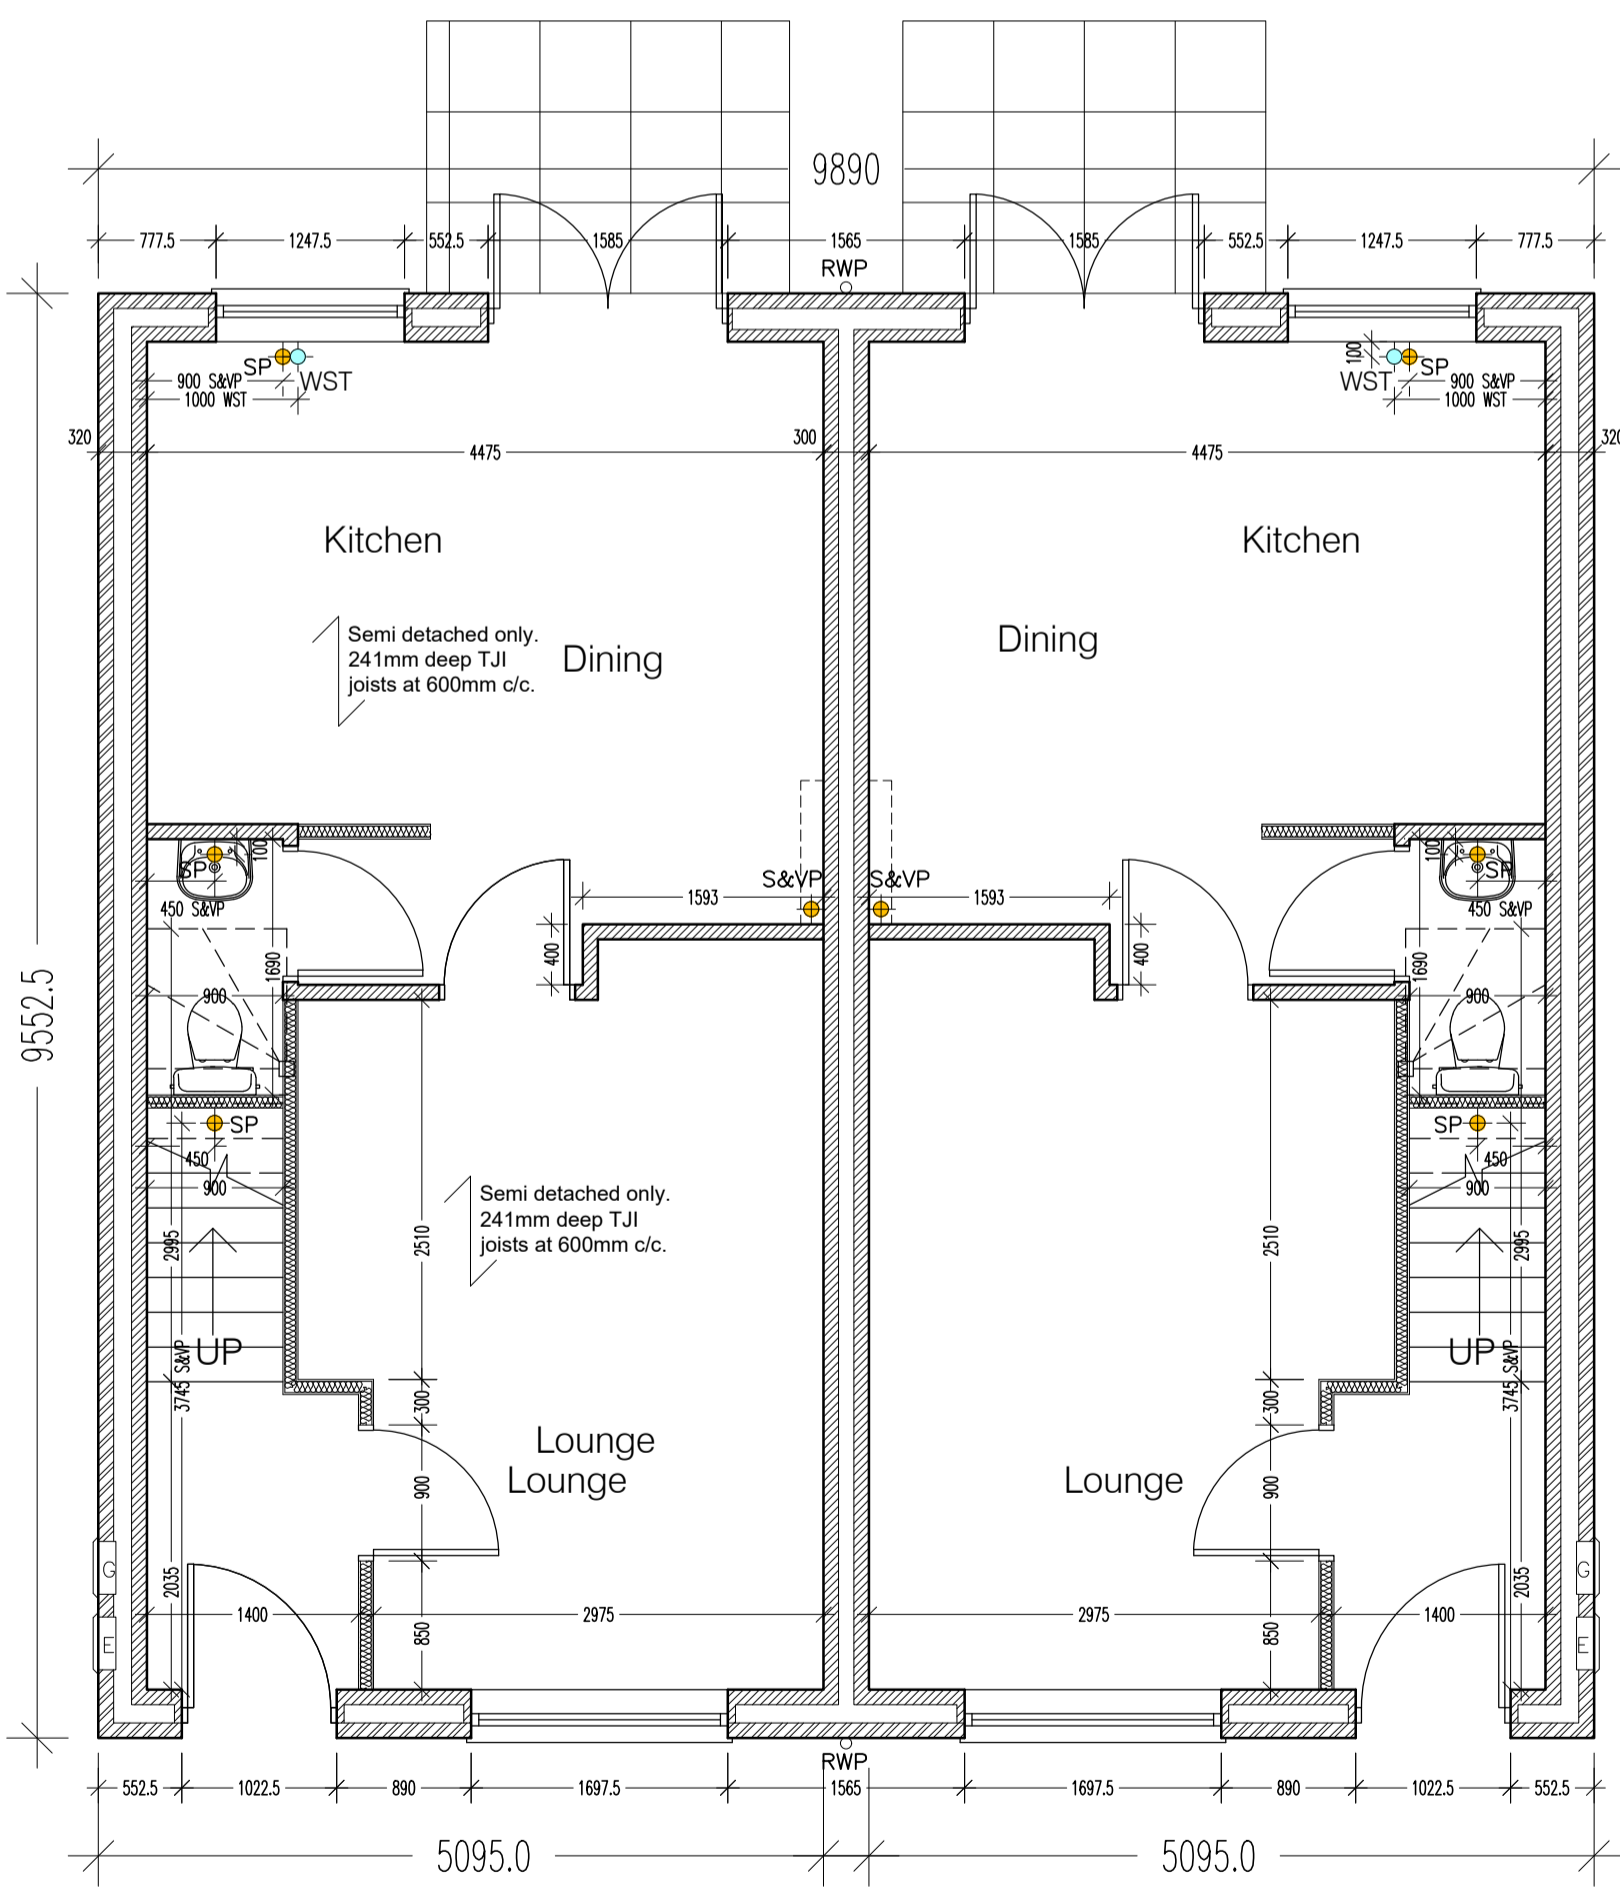 9890
777.5 1247.5 552.5 1585 1565 1585 552.5 1247.5 777.5
RWP
SP WST
900 S&VP
1000 WST
100
WST SP
900 S&VP
1000 WST
320 4475 300 4475 320
Kitchen Kitchen
Semi detached only.
241mm deep TJI
joists at 600mm c/c.
Dining Dining
SP 100
450 S&VP
1593 S&VP S&VP 1593
100 SP
450 S&VP
400 400
1690 1690
900 900
9552.5
SP SP
450 450
900 900
Semi detached only.
241mm deep TJI
joists at 600mm c/c.
2995 2510 2510 2995
UP UP
3745 S&VP 3745 S&VP
300 300
Lounge
Lounge Lounge
900 900
G G
2035 2035
1400 2975 2975 1400
E E
850 850
RWP
552.5 1022.5 890 1697.5 1565 1697.5 890 1022.5 552.5
5095.0 5095.0